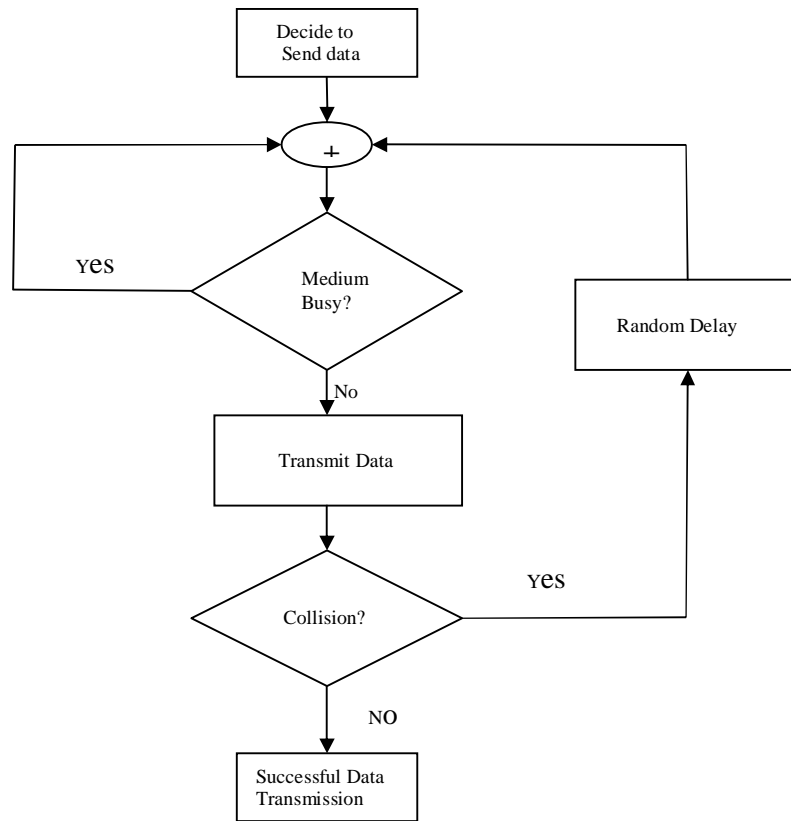 Decide to
Send data
+
Yes
Medium
Busy?
Random Delay
No
Transmit Data
Yes
Collision?
NO
Successful Data
Transmission